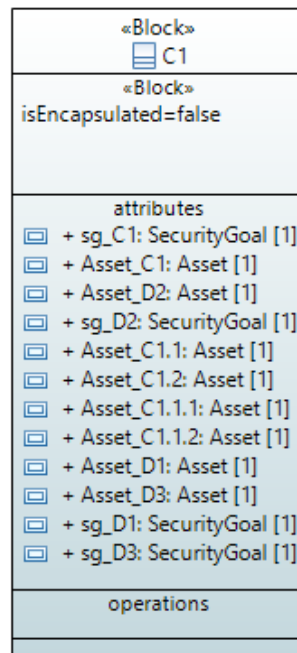 «Block»
C1
«Block»
isEncapsulated=false
attributes
+ sg_C1: SecurityGoal [1]
+ Asset_C1: Asset [1]
+ Asset_D2: Asset [1]
+ sg_D2: SecurityGoal [1]
+ Asset_C1.1: Asset [1]
+ Asset_C1.2: Asset [1]
+ Asset_C1.1.1: Asset [1]
+ Asset_C1.1.2: Asset [1]
+ Asset_D1: Asset [1]
+ Asset_D3: Asset [1]
+ sg_D1: SecurityGoal [1]
+ sg_D3: SecurityGoal [1]
operations